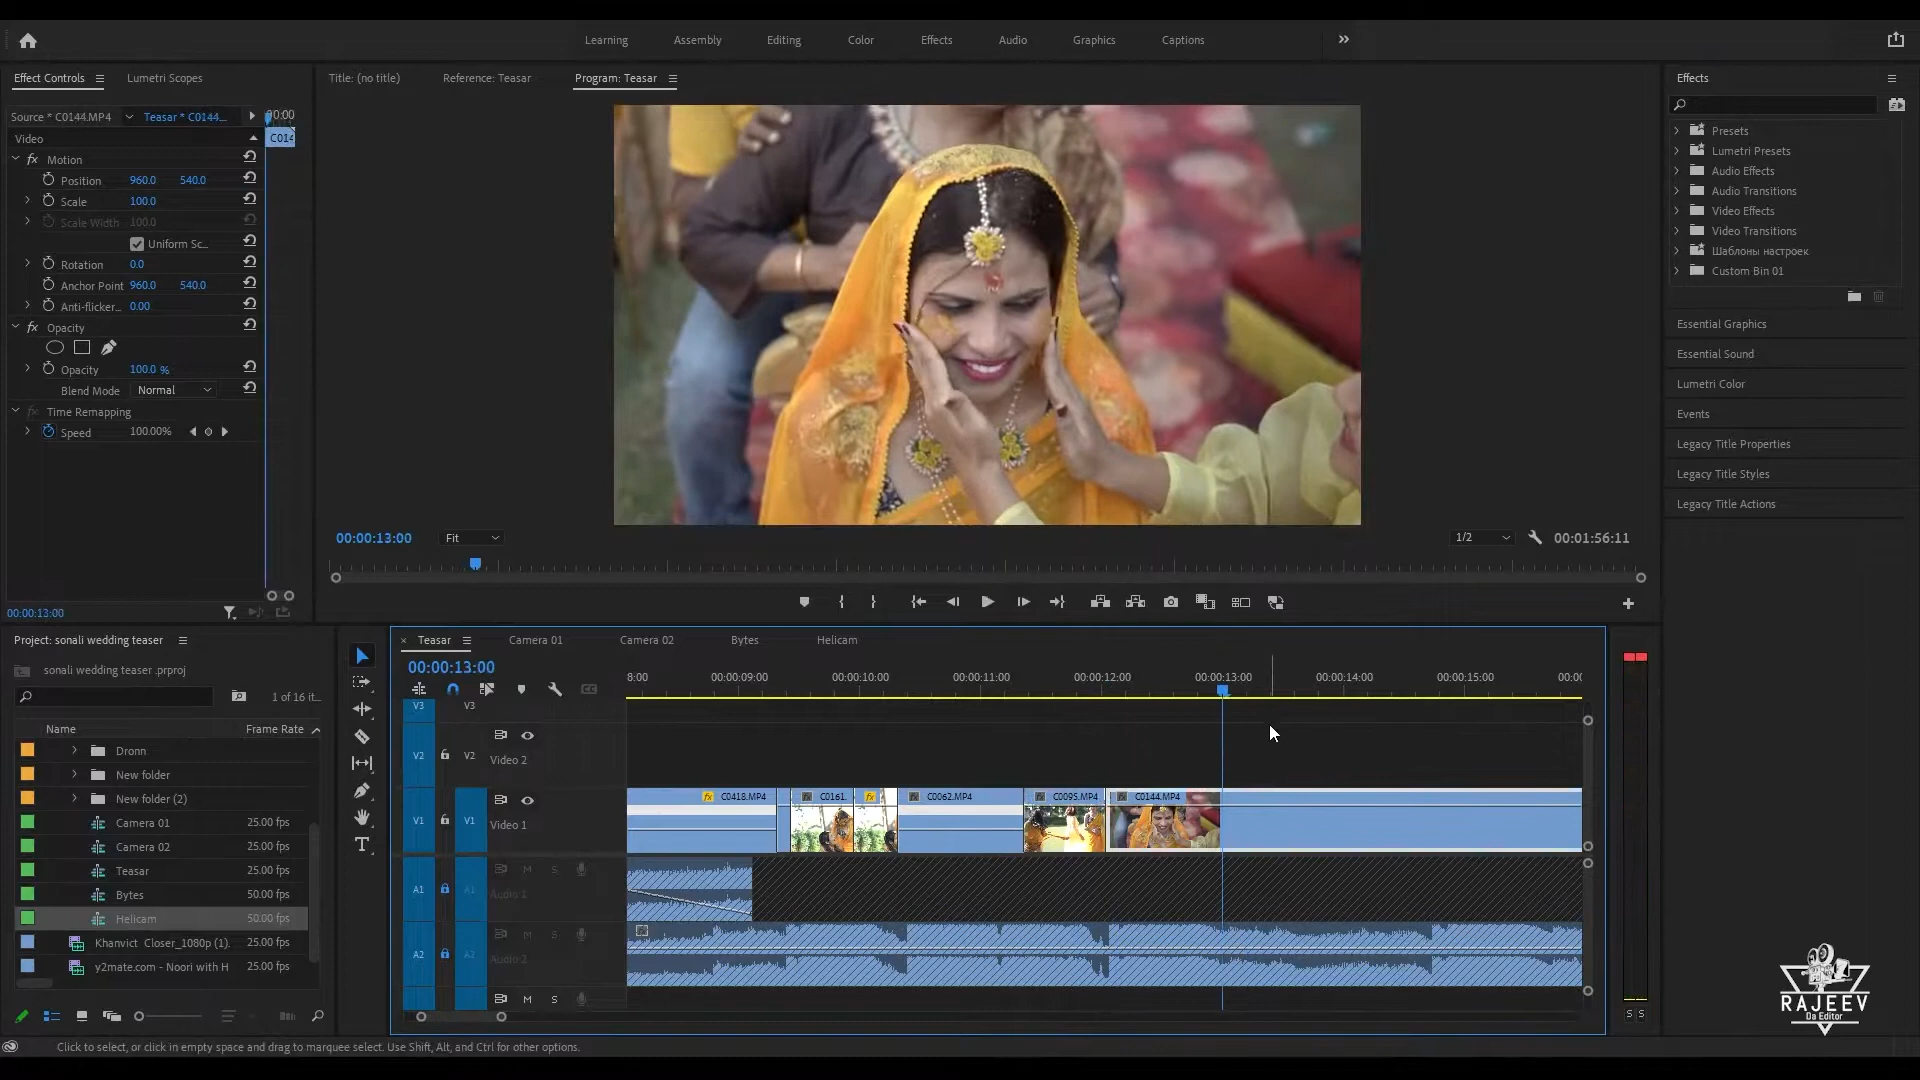 Learning Assembly Editing Color Effects Audio Graphics Captions
Effect Controls Lumetri Scopes
Title: (no title) Reference: Teasar Program: Teasar
Effects
Source * C0144.MP4 Teasar * C0144...
Video
C014
Motion
Position 960.0 540.0
Scale 100.0
Scale Width 100.0
Uniform Sc...
Rotation 0.0
Anchor Point 960.0 540.0
Anti-flicker... 0.00
Opacity
Opacity 100.0 %
Blend Mode Normal
Time Remapping
Speed 100.00%
00:00:13:00
Presets
Lumetri Presets
Audio Effects
Audio Transitions
Video Effects
Video Transitions
Шаблоны настроек
Custom Bin 01
Essential Graphics
Essential Sound
Lumetri Color
Events
Legacy Title Properties
Legacy Title Styles
Legacy Title Actions
00:00:13:00 Fit 1/2 00:01:56:11
Project: sonali wedding teaser
sonali wedding teaser .prproj
1 of 16 it...
Name Frame Rate
Dronn
New folder
New folder (2)
Camera 01 25.00 fps
Camera 02 25.00 fps
Teasar 25.00 fps
Bytes 50.00 fps
Helicam 50.00 fps
Khanvict Closer_1080p (1). 25.00 fps
y2mate.com - Noori with H 25.00 fps
× Teasar Camera 01 Camera 02 Bytes Helicam
00:00:13:00
8:00 00:00:09:00 00:00:10:00 00:00:11:00 00:00:12:00 00:00:13:00 00:00:14:00 00:00:15:00 00:0
V3 V3
V2 V2 Video 2
V1 V1 Video 1
C0418.MP4 C0161. C0062.MP4 C0095.MP4 C0144.MP4
A1 A1 M S Audio 1
A2 A2 M S Audio 2
M S
S S
RAJEEV
Da Editor
Click to select, or click in empty space and drag to marquee select. Use Shift, Alt, and Ctrl for other options.